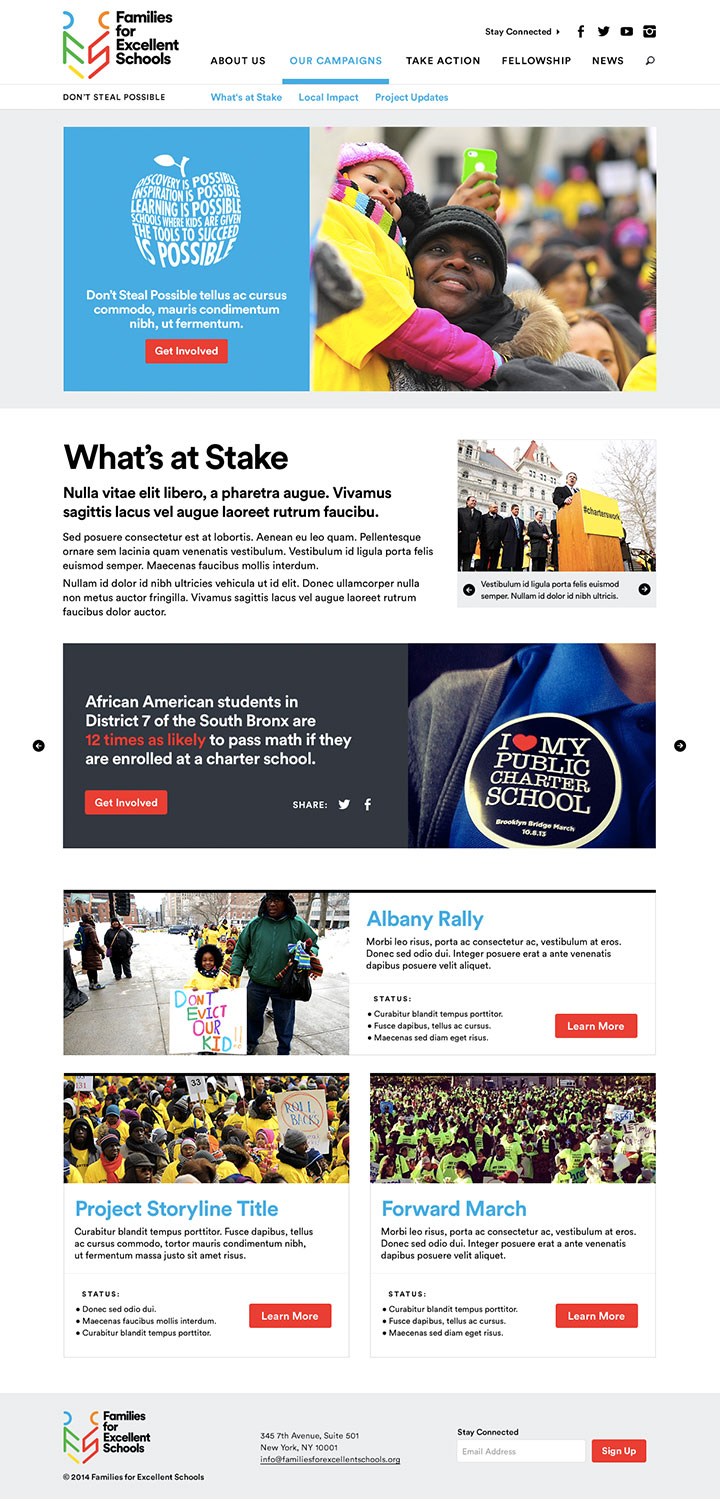 Families
for
Excellent
Schools
Stay Connected
ABOUT US
OUR CAMPAIGNS
TAKE ACTION
FELLOWSHIP
NEWS
DON'T STEAL POSSIBLE
What's at Stake
Local Impact
Project Updates
DISCOVERY IS POSSIBLE
INSPIRATION IS POSSIBLE
LEARNING IS POSSIBLE
SCHOOLS WHERE KIDS ARE GIVEN
THE TOOLS TO SUCCEED
IS POSSIBLE
Don't Steal Possible tellus ac cursus
commodo, mauris condimentum
nibh, ut fermentum.
Get Involved
What's at Stake
Nulla vitae elit libero, a pharetra augue. Vivamus
sagittis lacus vel augue laoreet rutrum faucibu.
Sed posuere consectetur est at lobortis. Aenean eu leo quam. Pellentesque
ornare sem lacinia quam venenatis vestibulum. Vestibulum id ligula porta felis
euismod semper. Maecenas faucibus mollis interdum.
Nullam id dolor id nibh ultricies vehicula ut id elit. Donec ullamcorper nulla
non metus auctor fringilla. Vivamus sagittis lacus vel augue laoreet rutrum
faucibus dolor auctor.
#charterswork
Vestibulum id ligula porta felis euismod
semper. Nullam id dolor id nibh ultricis.
African American students in
District 7 of the South Bronx are
12 times as likely to pass math if they
are enrolled at a charter school.
Get Involved
SHARE:
I MY
PUBLIC
CHARTER
SCHOOL
Brooklyn Bridge March
10.8.13
DON'T
EVICT
OUR
KID!!
Albany Rally
Morbi leo risus, porta ac consectetur ac, vestibulum at eros.
Donec sed odio dui. Integer posuere erat a ante venenatis
dapibus posuere velit aliquet.
STATUS:
• Curabitur blandit tempus porttitor.
• Fusce dapibus, tellus ac cursus.
• Maecenas sed diam eget risus.
Learn More
131
33
ROLL
BACKS
Project Storyline Title
Curabitur blandit tempus porttitor. Fusce dapibus, tellus
ac cursus commodo, tortor mauris condimentum nibh,
ut fermentum massa justo sit amet risus.
STATUS:
• Donec sed odio dui.
• Maecenas faucibus mollis interdum.
• Curabitur blandit tempus porttitor.
Learn More
Forward March
Morbi leo risus, porta ac consectetur ac, vestibulum at eros.
Donec sed odio dui. Integer posuere erat a ante venenatis
dapibus posuere velit aliquet.
STATUS:
• Curabitur blandit tempus porttitor.
• Fusce dapibus, tellus ac cursus.
• Maecenas sed diam eget risus.
Learn More
Families
for
Excellent
Schools
© 2014 Families for Excellent Schools
345 7th Avenue, Suite 501
New York, NY 10001
info@familiesforexcellentschools.org
Stay Connected
Email Address
Sign Up